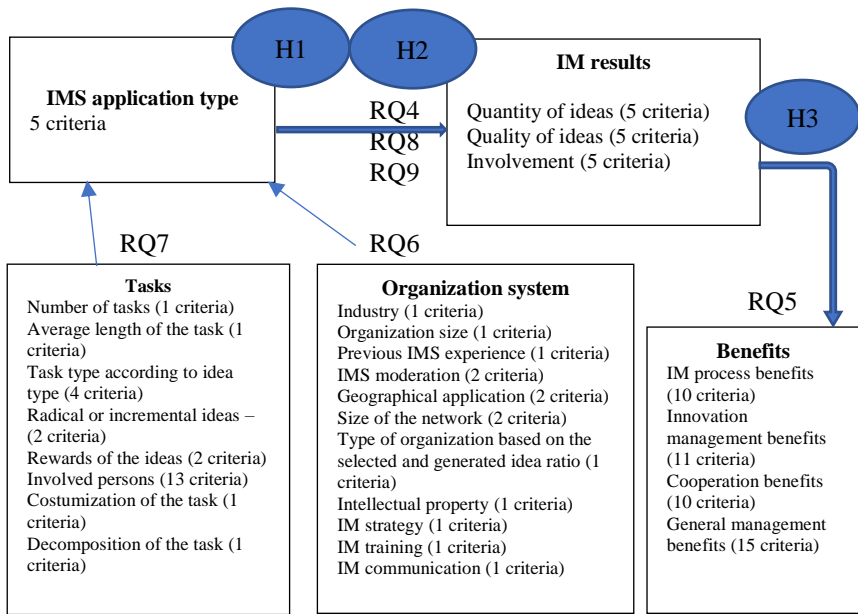 H1
H2
IMS application type
5 criteria
RQ4
RQ8
RQ9
IM results
Quantity of ideas (5 criteria)
Quality of ideas (5 criteria)
Involvement (5 criteria)
H3
RQ7
RQ6
RQ5
Tasks
Number of tasks (1 criteria)
Average length of the task (1
criteria)
Task type according to idea
type (4 criteria)
Radical or incremental ideas –
(2 criteria)
Rewards of the ideas (2 criteria)
Involved persons (13 criteria)
Costumization of the task (1
criteria)
Decomposition of the task (1
criteria)
Organization system
Industry (1 criteria)
Organization size (1 criteria)
Previous IMS experience (1 criteria)
IMS moderation (2 criteria)
Geographical application (2 criteria)
Size of the network (2 criteria)
Type of organization based on the
selected and generated idea ratio (1
criteria)
Intellectual property (1 criteria)
IM strategy (1 criteria)
IM training (1 criteria)
IM communication (1 criteria)
Benefits
IM process benefits
(10 criteria)
Innovation
management benefits
(11 criteria)
Cooperation benefits
(10 criteria)
General management
benefits (15 criteria)